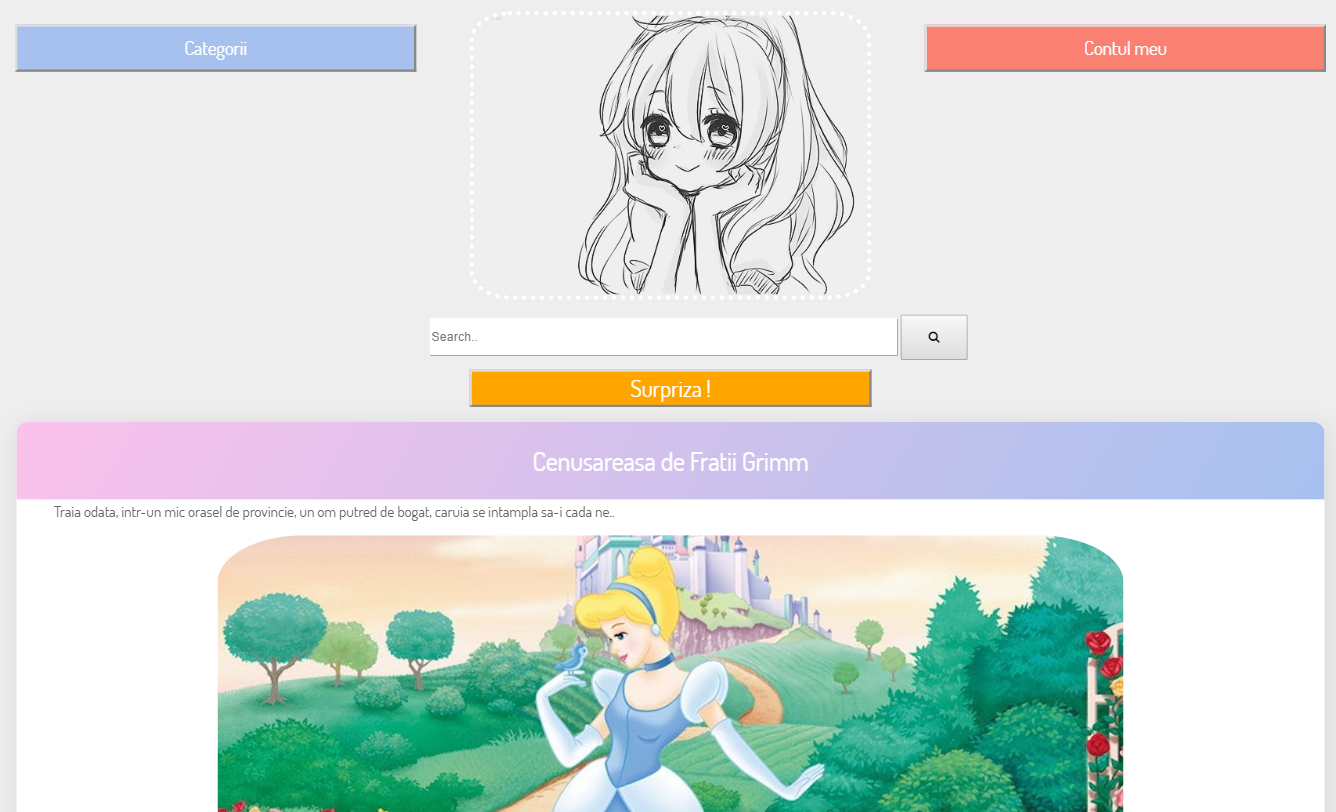 Categorii
Contul meu
Search..
Surpriza !
Cenusareasa de Fratii Grimm
Traia odata, intr-un mic orasel de provincie, un om putred de bogat, caruia se intampla sa-i cada ne..